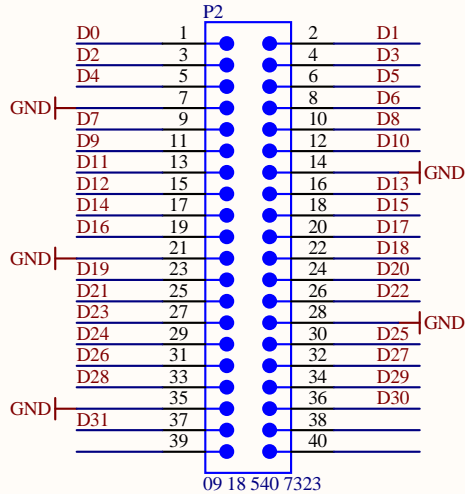 P2
D0 1 2 D1
D2 3 4 D3
D4 5 6 D5
GND 7 8 D6
D7 9 10 D8
D9 11 12 D10
D11 13 14 GND
D12 15 16 D13
D14 17 18 D15
D16 19 20 D17
GND 21 22 D18
D19 23 24 D20
D21 25 26 D22
D23 27 28 GND
D24 29 30 D25
D26 31 32 D27
D28 33 34 D29
GND 35 36 D30
D31 37 38
39 40
09 18 540 7323